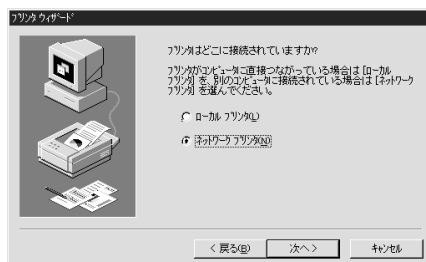 ﾌﾟﾘﾝﾀ ｳｨｻﾞｰﾄﾞ
ﾌﾟﾘﾝﾀはどこに接続されていますか?
ﾌﾟﾘﾝﾀがｺﾝﾋﾟｭｰﾀに直接つながっている場合は [ﾛｰｶﾙ
ﾌﾟﾘﾝﾀ] を、別のｺﾝﾋﾟｭｰﾀに接続されている場合は [ﾈｯﾄﾜｰｸ
ﾌﾟﾘﾝﾀ] を選んでください。
ﾛｰｶﾙ ﾌﾟﾘﾝﾀ(L)
ﾈｯﾄﾜｰｸ ﾌﾟﾘﾝﾀ(N)
< 戻る(B)
次へ >
ｷｬﾝｾﾙ